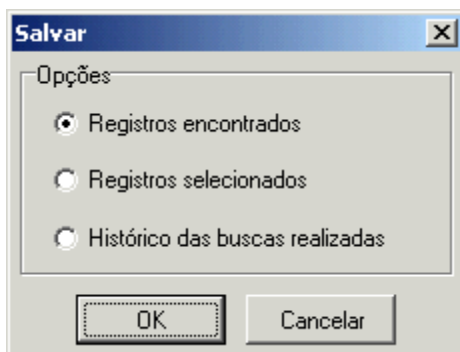 Salvar
Opções
Registros encontrados
Registros selecionados
Histórico das buscas realizadas
OK
Cancelar